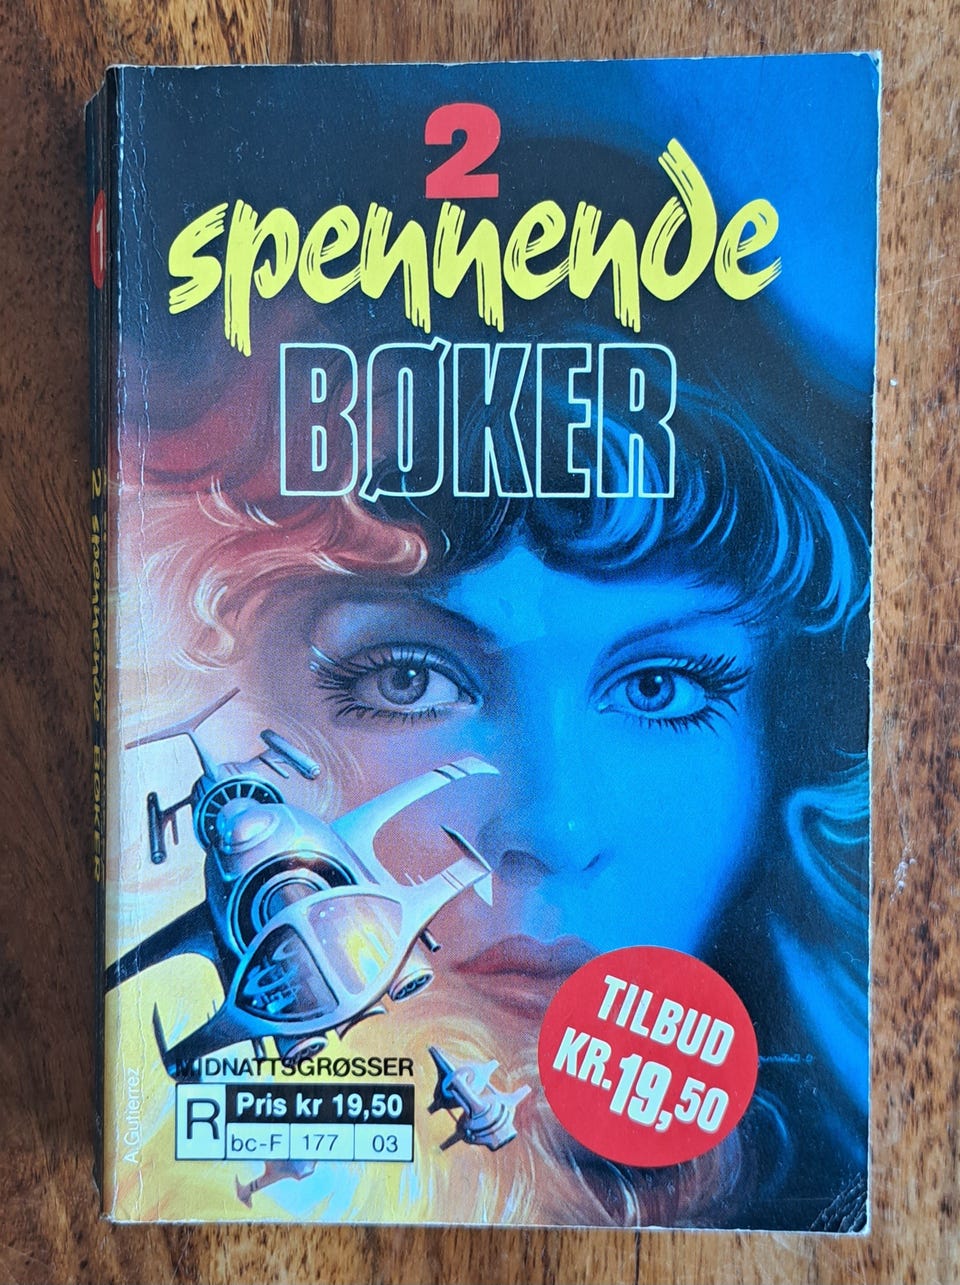 2
spennende
BØKER
1
2 spennende BØKER
TILBUD
KR. 19,50
MIDNATTSGRØSSER
R
Pris kr 19,50
bc-F 177 03
A. Gutierrez